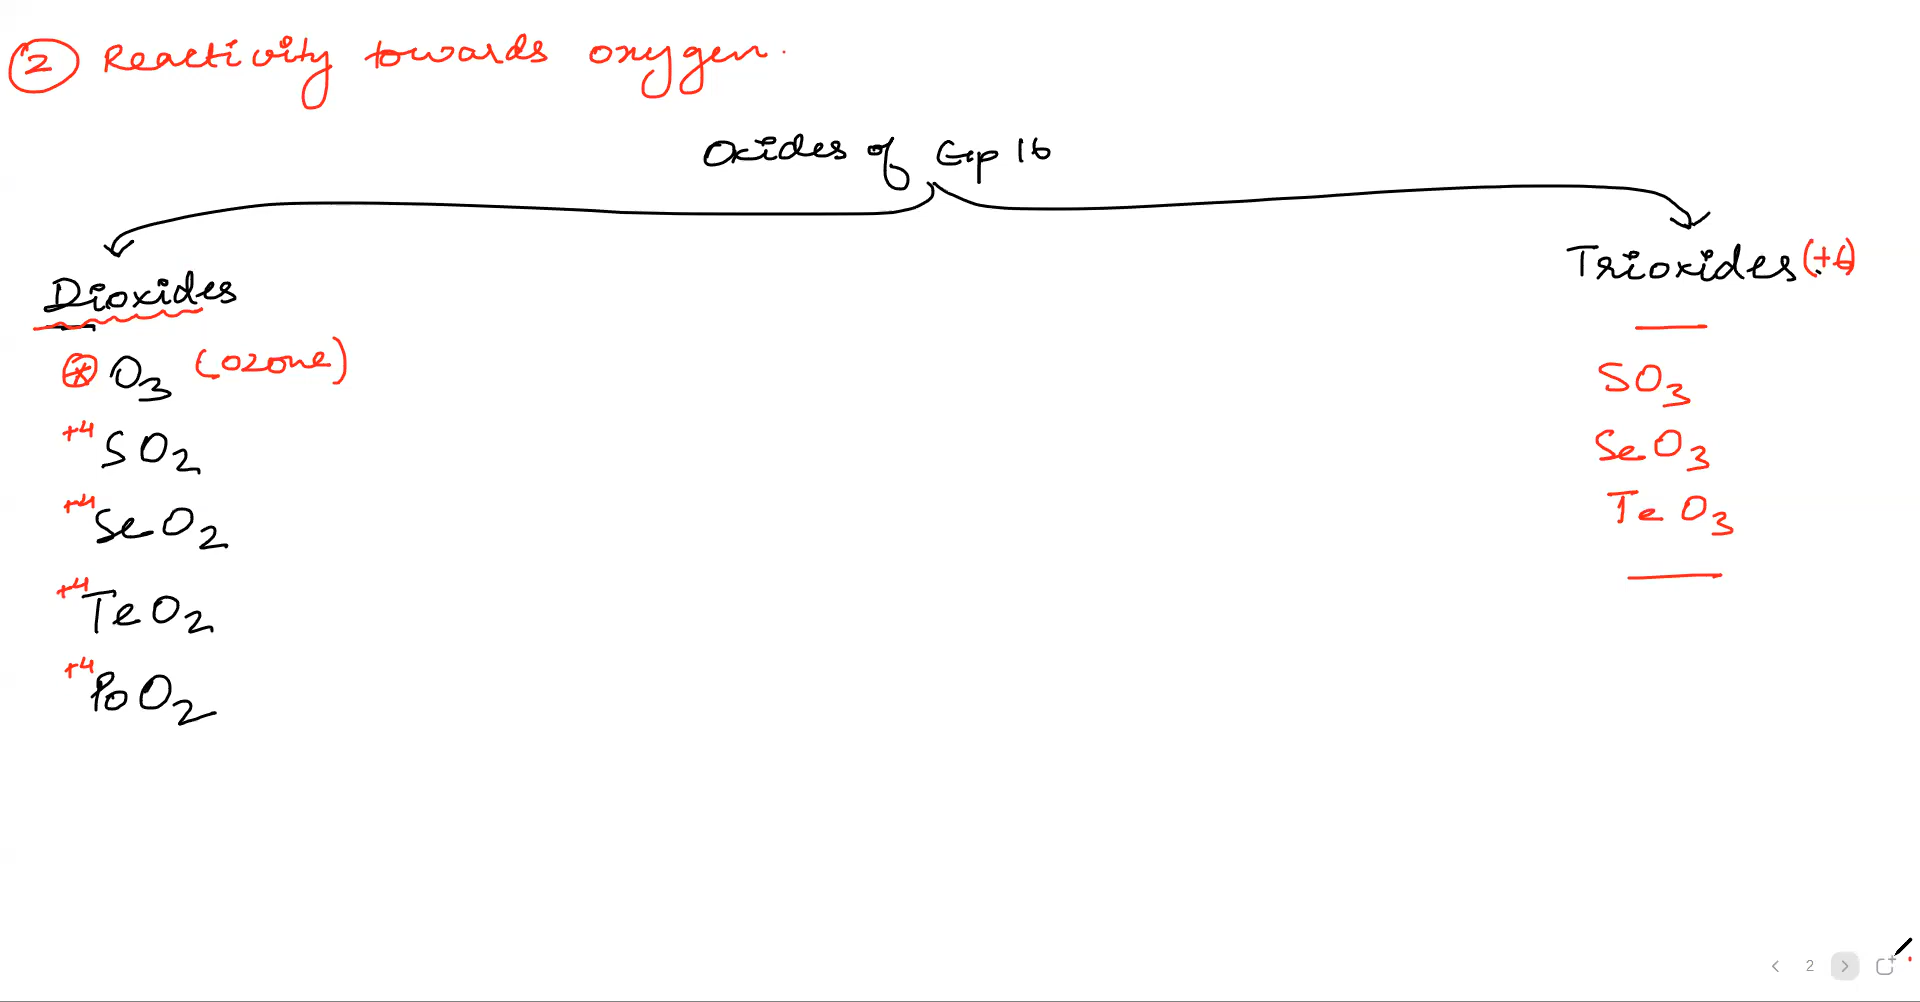 2 Reactivity towards oxygen.
Oxides of Grp 16
Dioxides
Trioxides (+6)
* O3 (ozone)
+4 SO2
+4 SeO2
+4 TeO2
+4 PoO2
SO3
SeO3
TeO3
2